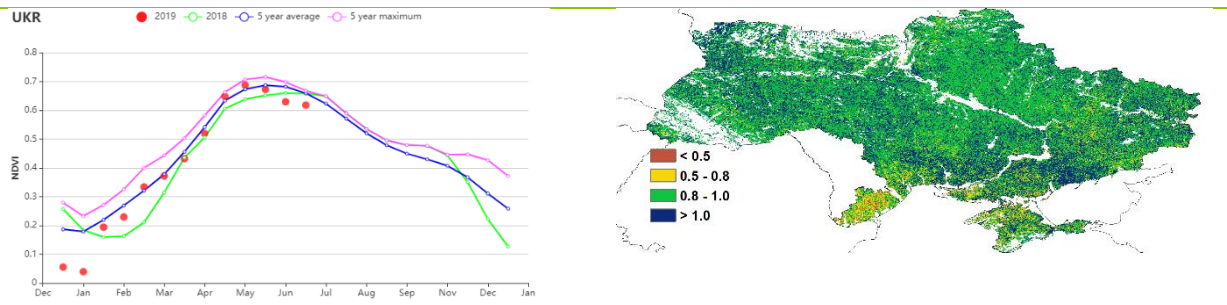 UKR
2019 2018 5 year average 5 year maximum
NDVI
0.8
0.7
0.6
0.5
0.4
0.3
0.2
0.1
0
Dec Jan Feb Mar Apr May Jun Jul Aug Sep Oct Nov Dec Jan
< 0.5
0.5 - 0.8
0.8 - 1.0
> 1.0